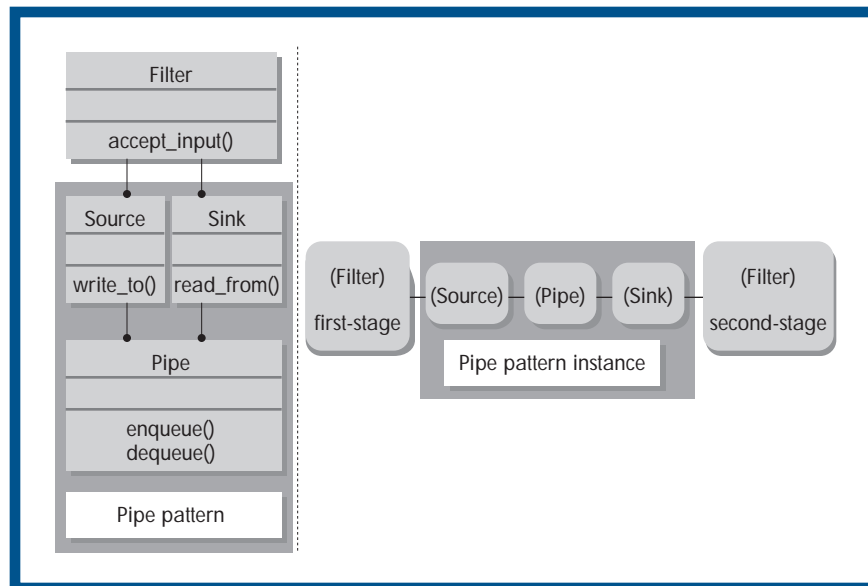 Filter
accept_input()
Source
write_to()
Sink
read_from()
Pipe
enqueue()
dequeue()
Pipe pattern
(Filter)
first-stage
(Source)
(Pipe)
(Sink)
Pipe pattern instance
(Filter)
second-stage